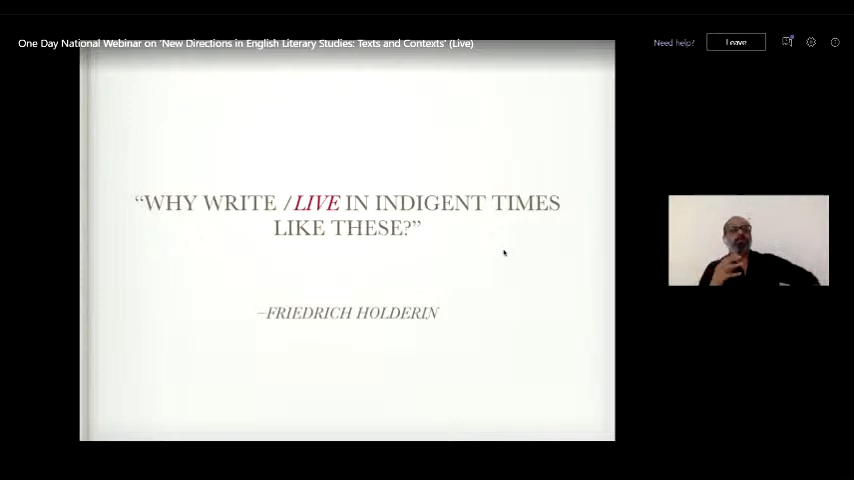 One Day National Webinar on 'New Directions in English Literary Studies: Texts and Contexts' (Live)
Need help?
Leave
“WHY WRITE /LIVE IN INDIGENT TIMES
LIKE THESE?”
–FRIEDRICH HOLDERIN